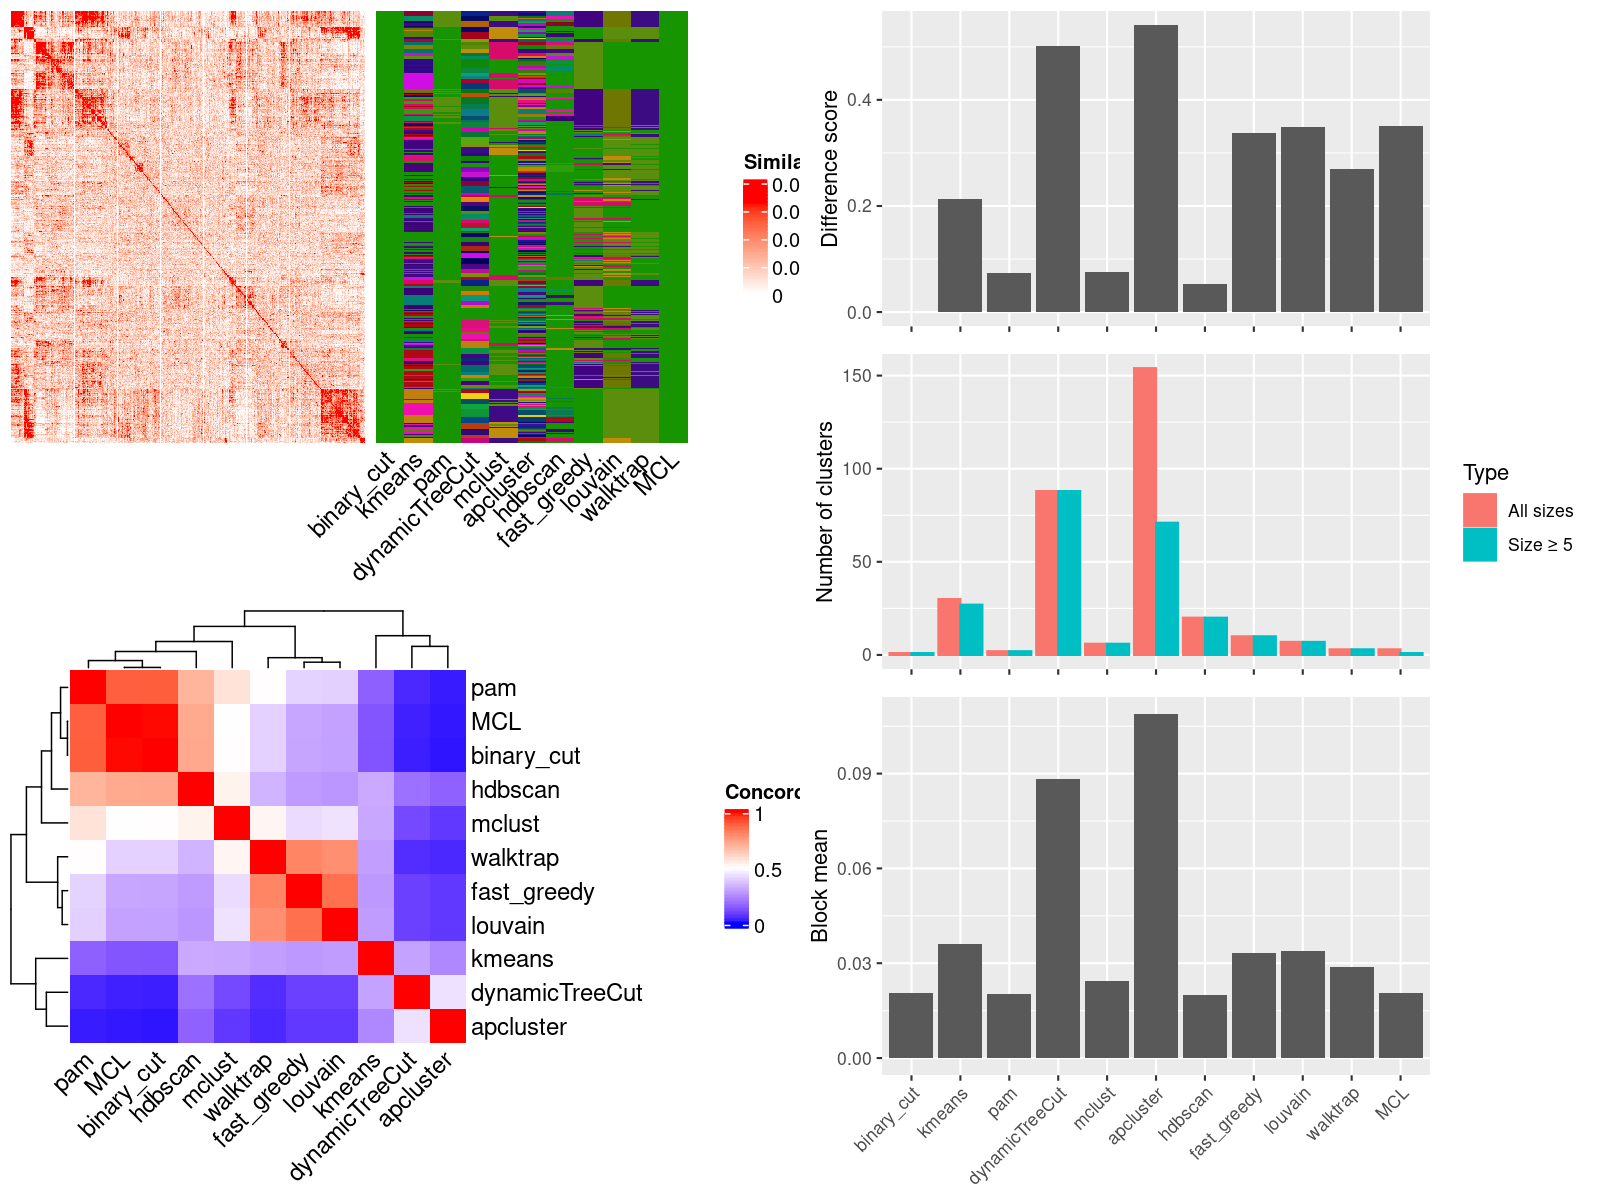 Simila
0.0
0.0
0.0
0.0
0
binary_cut
kmeans
pam
dynamicTreeCut
mclust
apcluster
hdbscan
fast_greedy
louvain
walktrap
MCL
pam
MCL
binary_cut
hdbscan
mclust
walktrap
fast_greedy
louvain
kmeans
dynamicTreeCut
apcluster
pam
MCL
binary_cut
hdbscan
mclust
walktrap
fast_greedy
louvain
kmeans
dynamicTreeCut
apcluster
Concord
1
0.5
0
Difference score
0.4
0.2
0.0
Number of clusters
150
100
50
0
Type
All sizes
Size ≥ 5
Block mean
0.09
0.06
0.03
0.00
binary_cut
kmeans
pam
dynamicTreeCut
mclust
apcluster
hdbscan
fast_greedy
louvain
walktrap
MCL